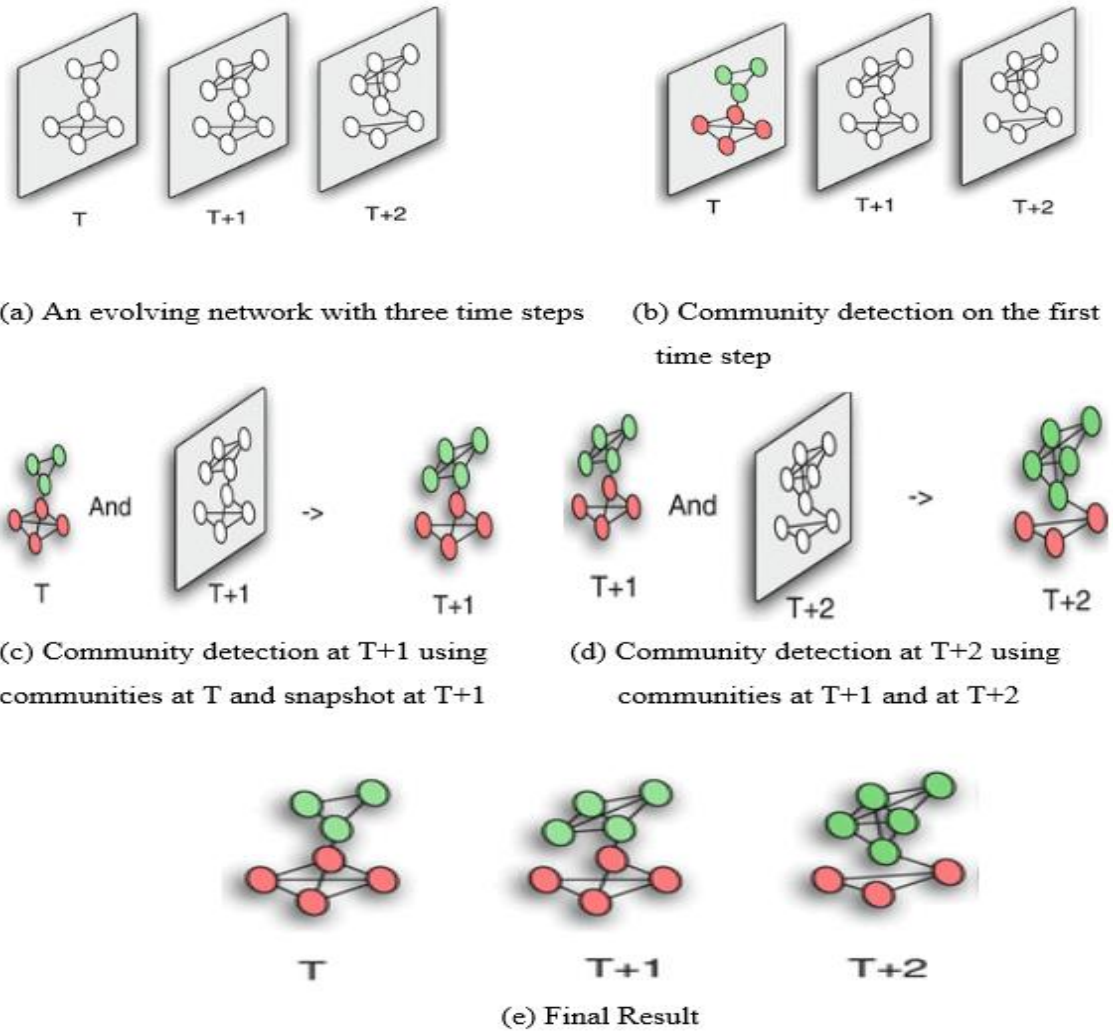 T
T+1
T+2
T
T+1
T+2
(a) An evolving network with three time steps
(b) Community detection on the first
time step
And
->
T
T+1
T+1
And
->
T+1
T+2
T+2
(c) Community detection at T+1 using
communities at T and snapshot at T+1
(d) Community detection at T+2 using
communities at T+1 and at T+2
T
T+1
T+2
(e) Final Result